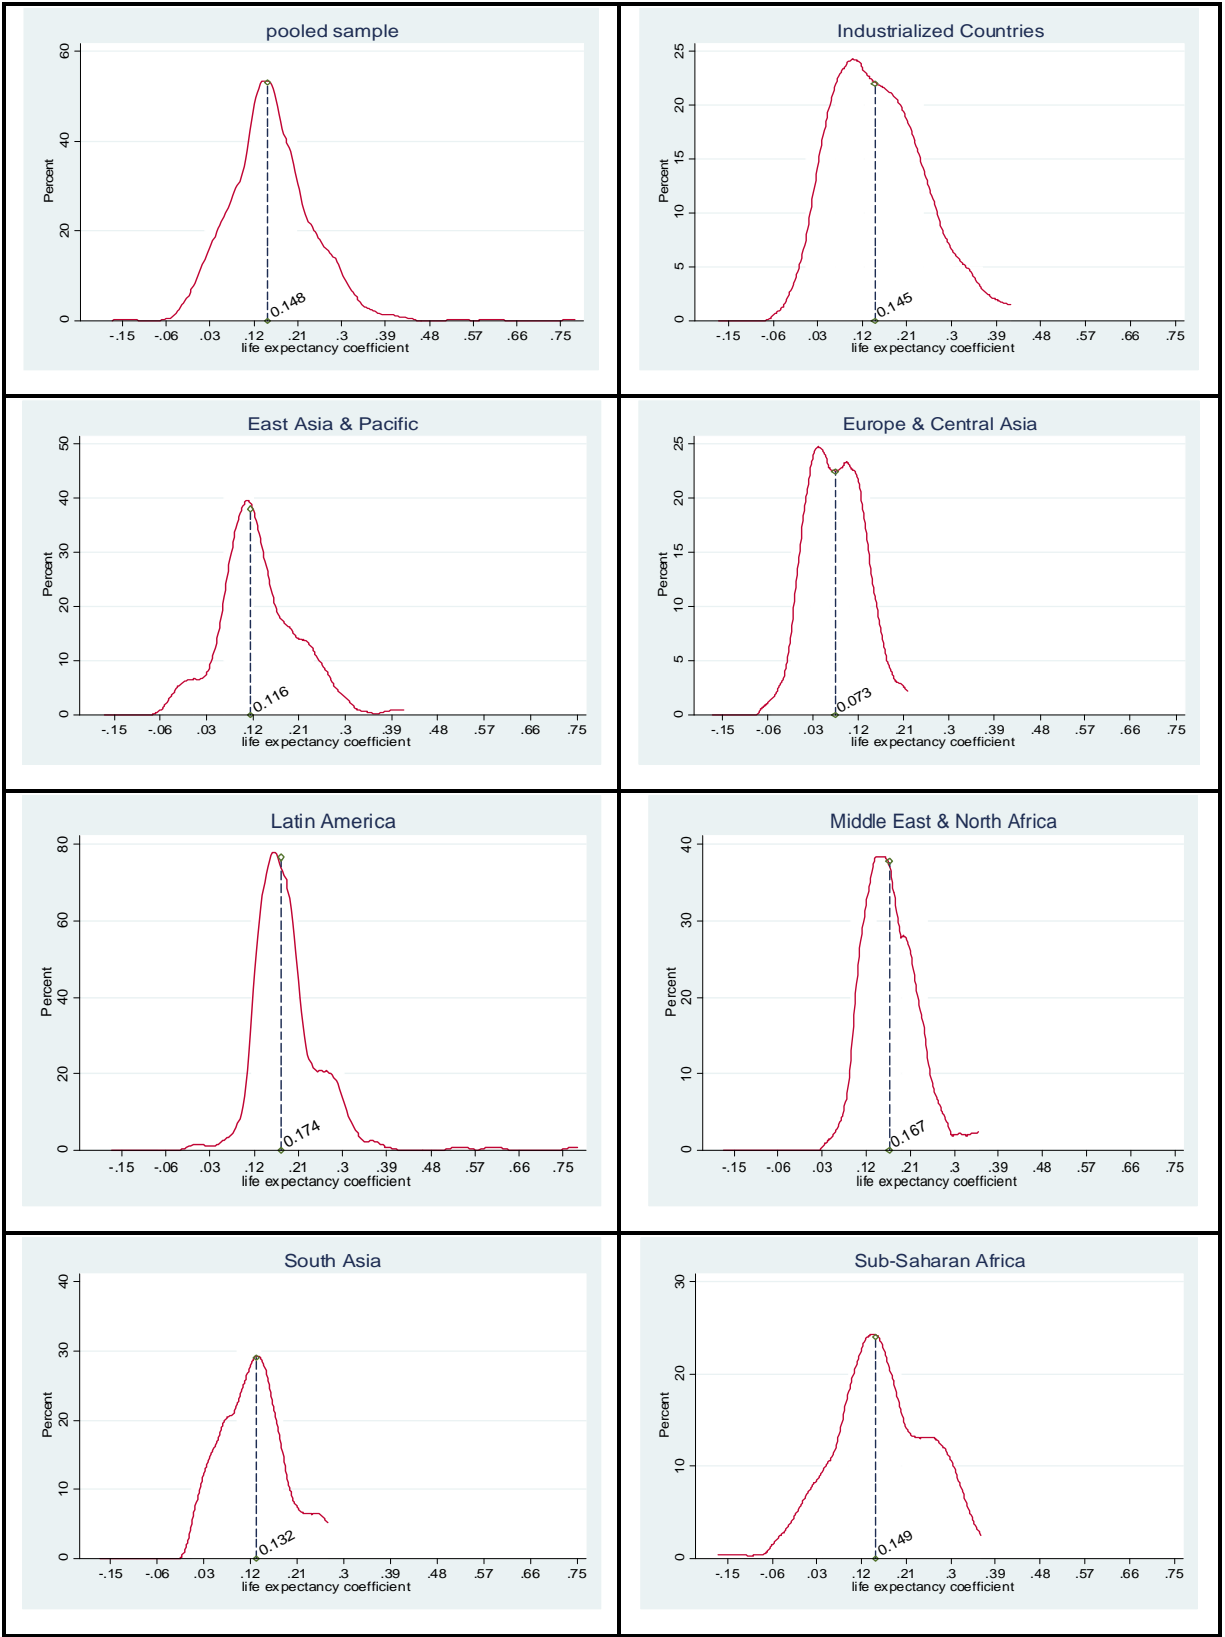 pooled sample
60
40
20
0
Percent
0.148
-.15 -.06 .03 .12 .21 .3 .39 .48 .57 .66 .75
life expectancy coefficient
Industrialized Countries
25
20
15
10
5
0
Percent
0.145
-.15 -.06 .03 .12 .21 .3 .39 .48 .57 .66 .75
life expectancy coefficient
East Asia & Pacific
50
40
30
20
10
0
Percent
0.116
-.15 -.06 .03 .12 .21 .3 .39 .48 .57 .66 .75
life expectancy coefficient
Europe & Central Asia
25
20
15
10
5
0
Percent
0.073
-.15 -.06 .03 .12 .21 .3 .39 .48 .57 .66 .75
life expectancy coefficient
Latin America
80
60
40
20
0
Percent
0.174
-.15 -.06 .03 .12 .21 .3 .39 .48 .57 .66 .75
life expectancy coefficient
Middle East & North Africa
40
30
20
10
0
Percent
0.167
-.15 -.06 .03 .12 .21 .3 .39 .48 .57 .66 .75
life expectancy coefficient
South Asia
40
30
20
10
0
Percent
0.132
-.15 -.06 .03 .12 .21 .3 .39 .48 .57 .66 .75
life expectancy coefficient
Sub-Saharan Africa
30
20
10
0
Percent
0.149
-.15 -.06 .03 .12 .21 .3 .39 .48 .57 .66 .75
life expectancy coefficient